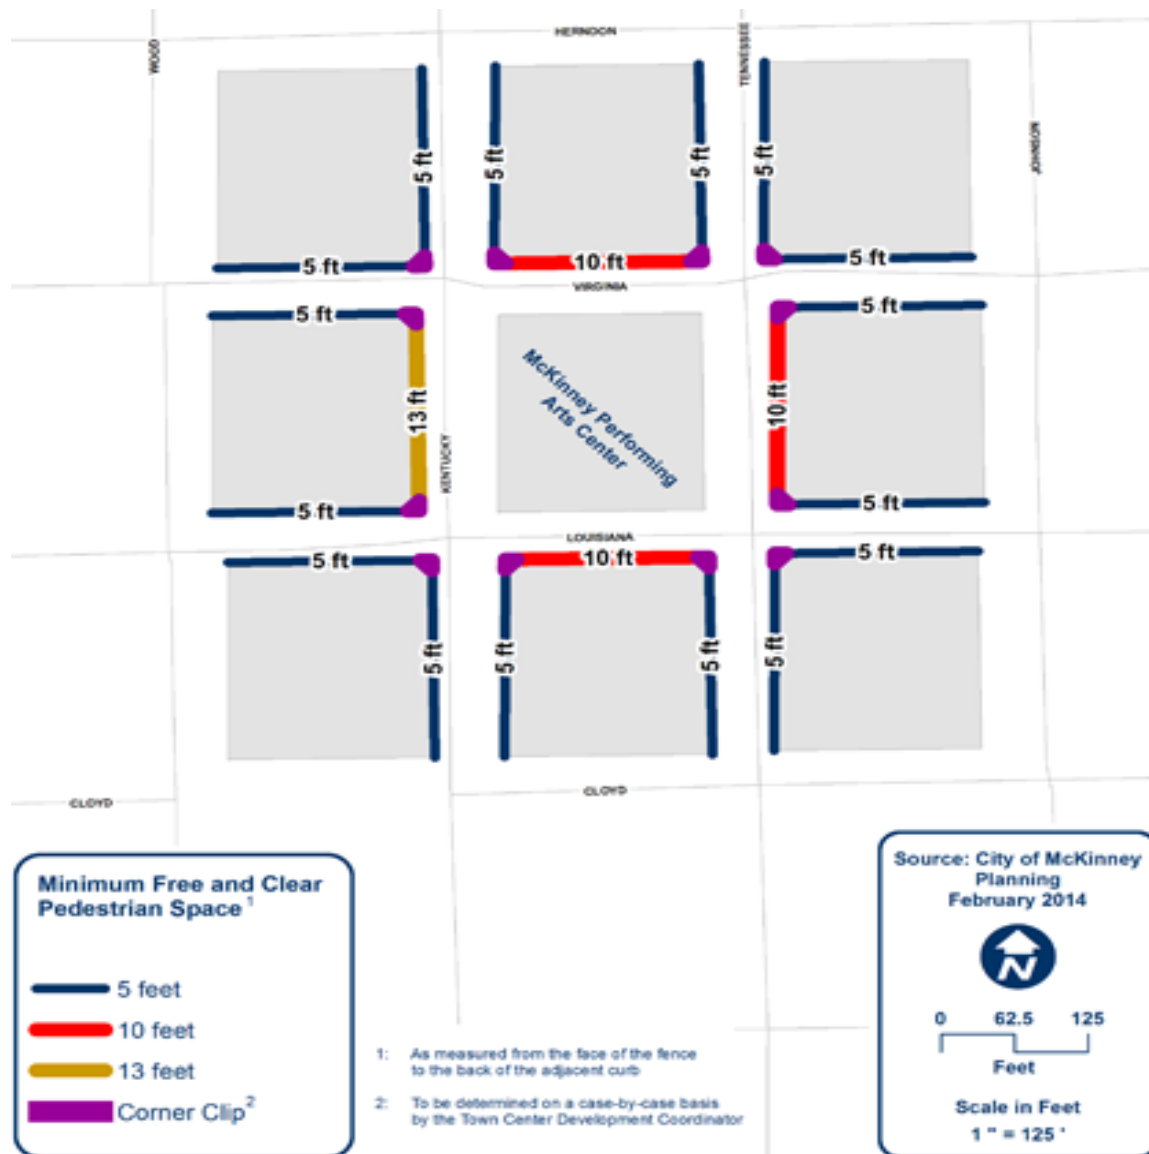 HERNDON
WOOD
TENNESSEE
JOHNSON
5 ft
5 ft
5 ft
5 ft
5 ft
10 ft
5 ft
VIRGINIA
5 ft
5 ft
13 ft
KENTUCKY
McKinney Performing
Arts Center
10 ft
5 ft
5 ft
LOUISIANA
5 ft
10 ft
5 ft
5 ft
5 ft
5 ft
5 ft
CLOYD
CLOYD
Minimum Free and Clear
Pedestrian Space 1
5 feet
10 feet
13 feet
Corner Clip2
1: As measured from the face of the fence
to the back of the adjacent curb
2: To be determined on a case-by-case basis
by the Town Center Development Coordinator
Source: City of McKinney
Planning
February 2014
N
0 62.5 125
Feet
Scale in Feet
1 " = 125 '